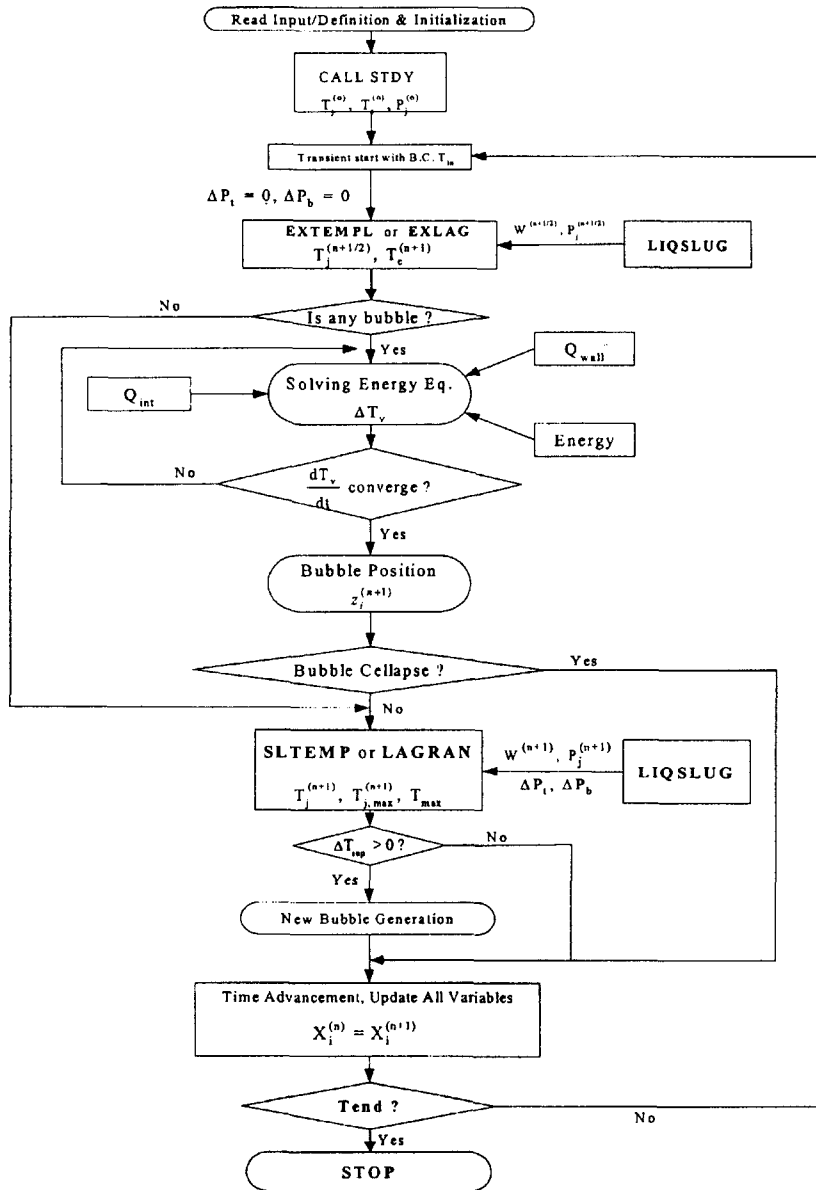 Read Input/Definition & Initialization
CALL STDY
T_j^(o), T_c^(o), P_j^(o)
Transient start with B.C. T_in
ΔP_t = 0, ΔP_b = 0
EXTEMPL or EXLAG
T_j^(n+1/2), T_c^(n+1)
W^(n+1/2), P_j^(n+1/2)
LIQSLUG
No
Is any bubble ?
Yes
Q_wall
Solving Energy Eq.
ΔT_v
Q_int
Energy
No
dT_v
dt
converge ?
Yes
Bubble Position
z_i^(n+1)
Bubble Cellapse ?
Yes
No
SLTEMP or LAGRAN
T_j^(n+1), T_j,max^(n+1), T_max
W^(n+1), P_j^(n+1)
ΔP_t, ΔP_b
LIQSLUG
ΔT_sup > 0 ?
No
Yes
New Bubble Generation
Time Advancement, Update All Variables
X_i^(n) = X_i^(n+1)
Tend ?
No
Yes
STOP